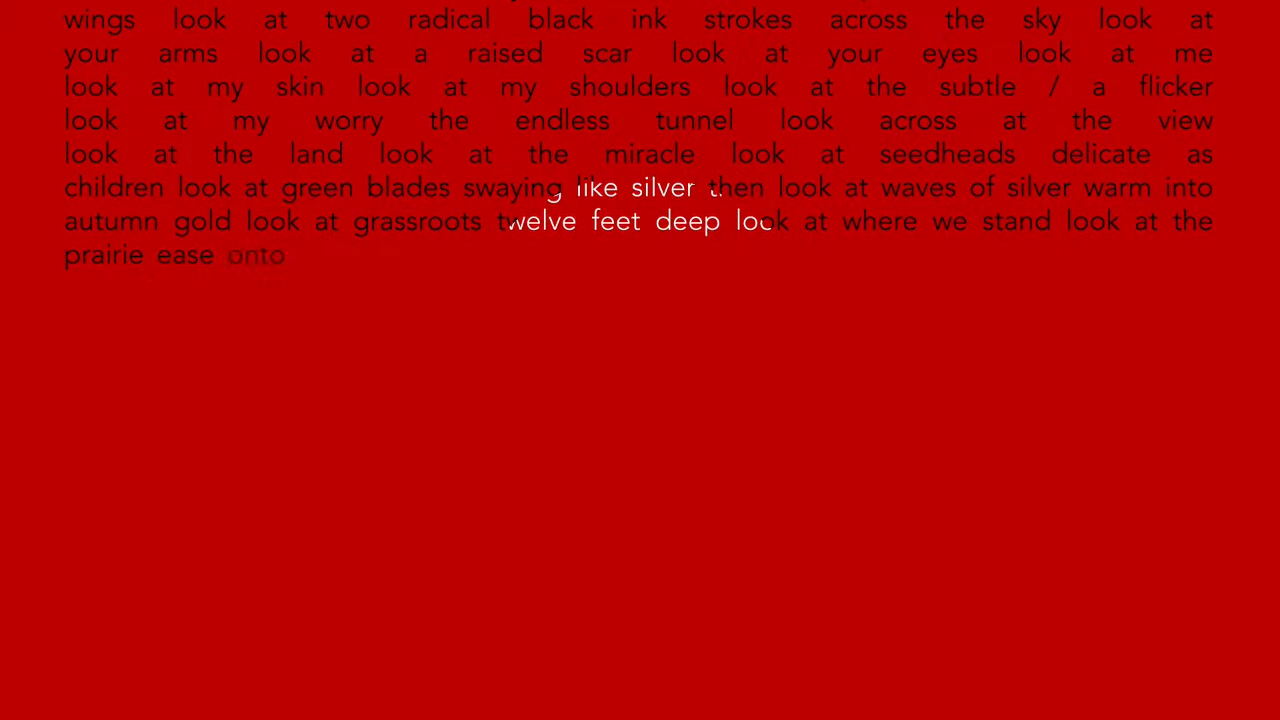 wings look at two radical black ink strokes across the sky look at
your arms look at a raised scar look at your eyes look at me
look at my skin look at my shoulders look at the subtle / a flicker
look at my worry the endless tunnel look across at the view
look at the land look at the miracle look at seedheads delicate as
children look at green blades swaying like silver then look at waves of silver warm into
autumn gold look at grassroots twelve feet deep look at where we stand look at the
prairie ease onto